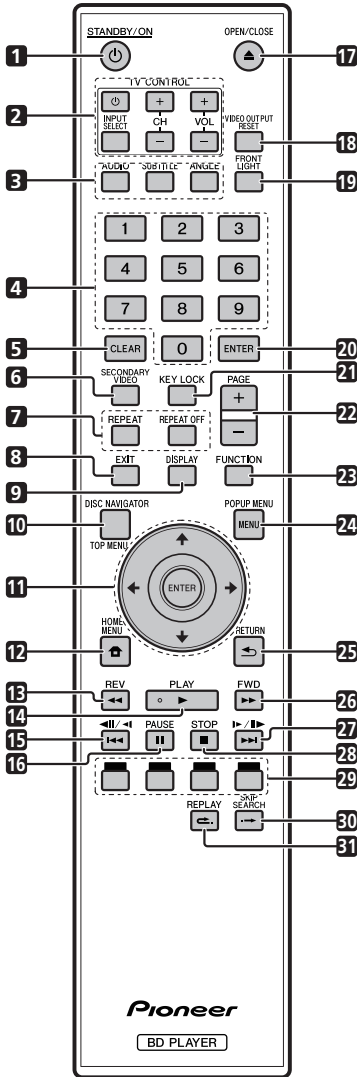 STANDBY/ON OPEN/CLOSE
1 17
TV CONTROL
2 + +
INPUT SELECT CH VOL VIDEO OUTPUT RESET
18
− −
3 AUDIO SUBTITLE ANGLE FRONT LIGHT 19
1 2 3
4 4 5 6
7 8 9
5 CLEAR 0 ENTER 20
6 SECONDARY VIDEO KEY LOCK PAGE 21
+ 22
7 REPEAT REPEAT OFF −
8 EXIT DISPLAY FUNCTION 23
9
10 DISC NAVIGATOR POPUP MENU
MENU 24
TOP MENU
11 ENTER
12 HOME MENU RETURN 25
13 REV PLAY FWD 26
14
15 PAUSE STOP 27
16 28
29
REPLAY SKIP SEARCH 30
31
Pioneer
BD PLAYER